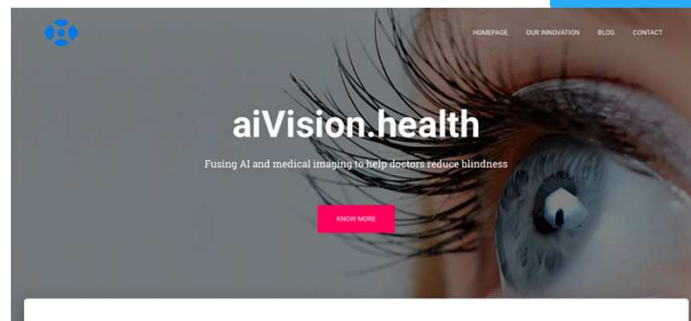 HOMEPAGE OUR INNOVATION BLOG CONTACT
aiVision.health
Fusing AI and medical imaging to help doctors reduce blindness
KNOW MORE